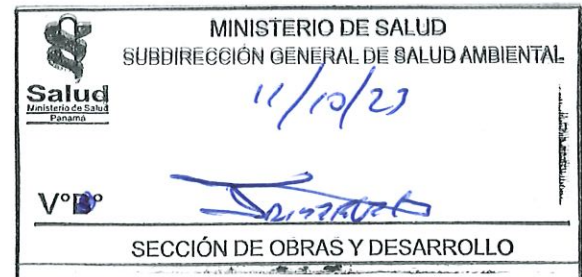 MINISTERIO DE SALUD
SUBDIRECCIÓN GENERAL DE SALUD AMBIENTAL
Salud
Ministerio de Salud
Panamá
11/10/23
V°B°
SECCIÓN DE OBRAS Y DESARROLLO